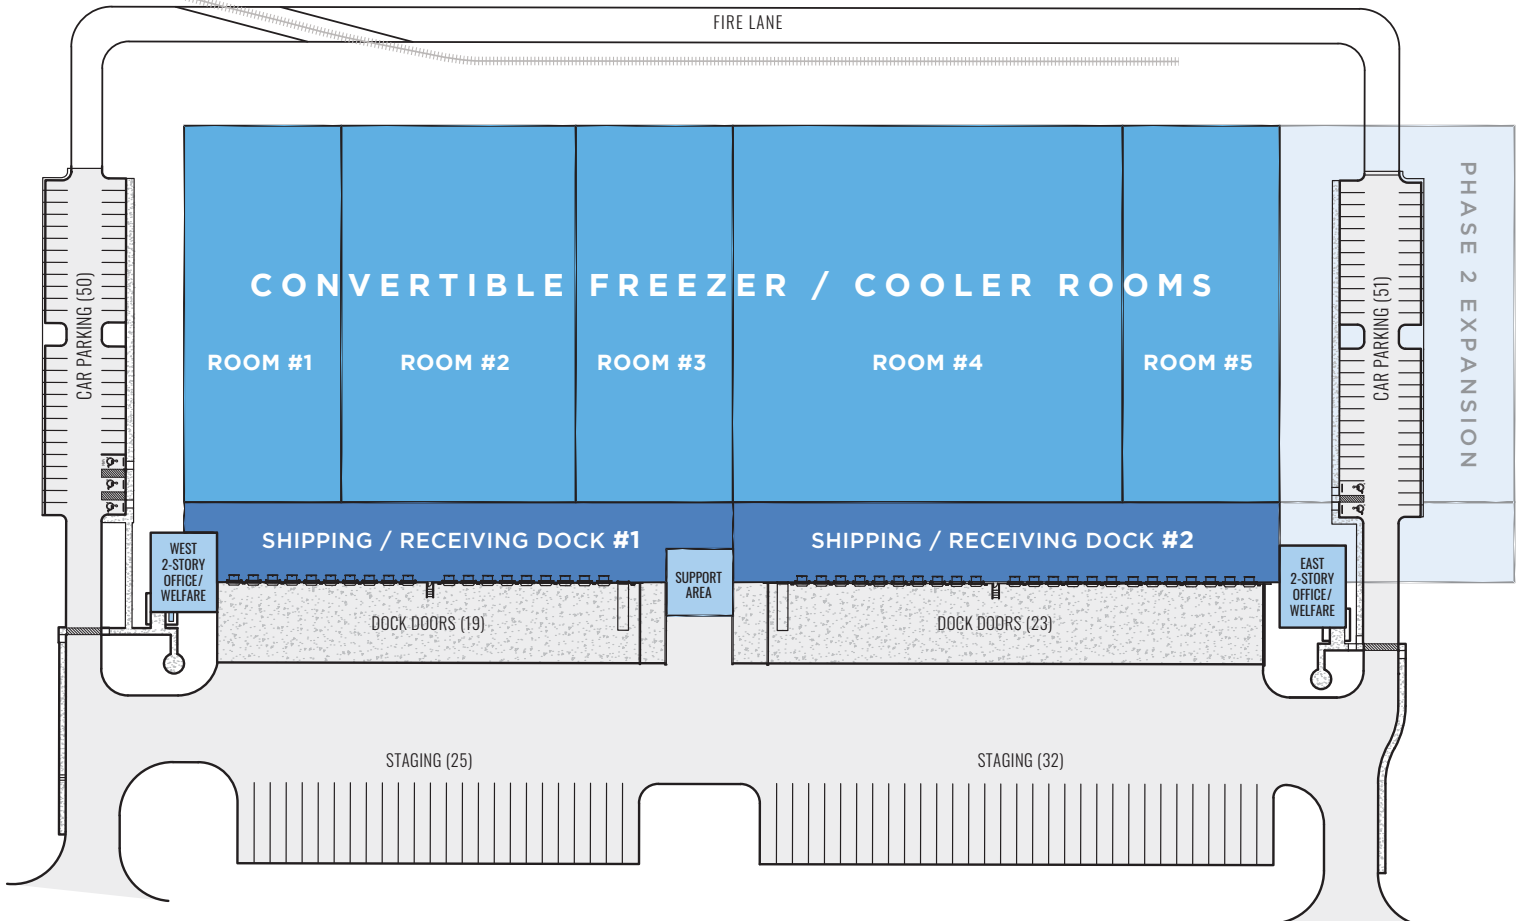 FIRE LANE
PHASE 2 EXPANSION
CAR PARKING (50)
CONVERTIBLE FREEZER / COOLER ROOMS
CAR PARKING (51)
ROOM #1
ROOM #2
ROOM #3
ROOM #4
ROOM #5
SHIPPING / RECEIVING DOCK #1
SHIPPING / RECEIVING DOCK #2
WEST
2-STORY
OFFICE/
WELFARE
SUPPORT
AREA
EAST
2-STORY
OFFICE/
WELFARE
DOCK DOORS (19)
DOCK DOORS (23)
STAGING (25)
STAGING (32)